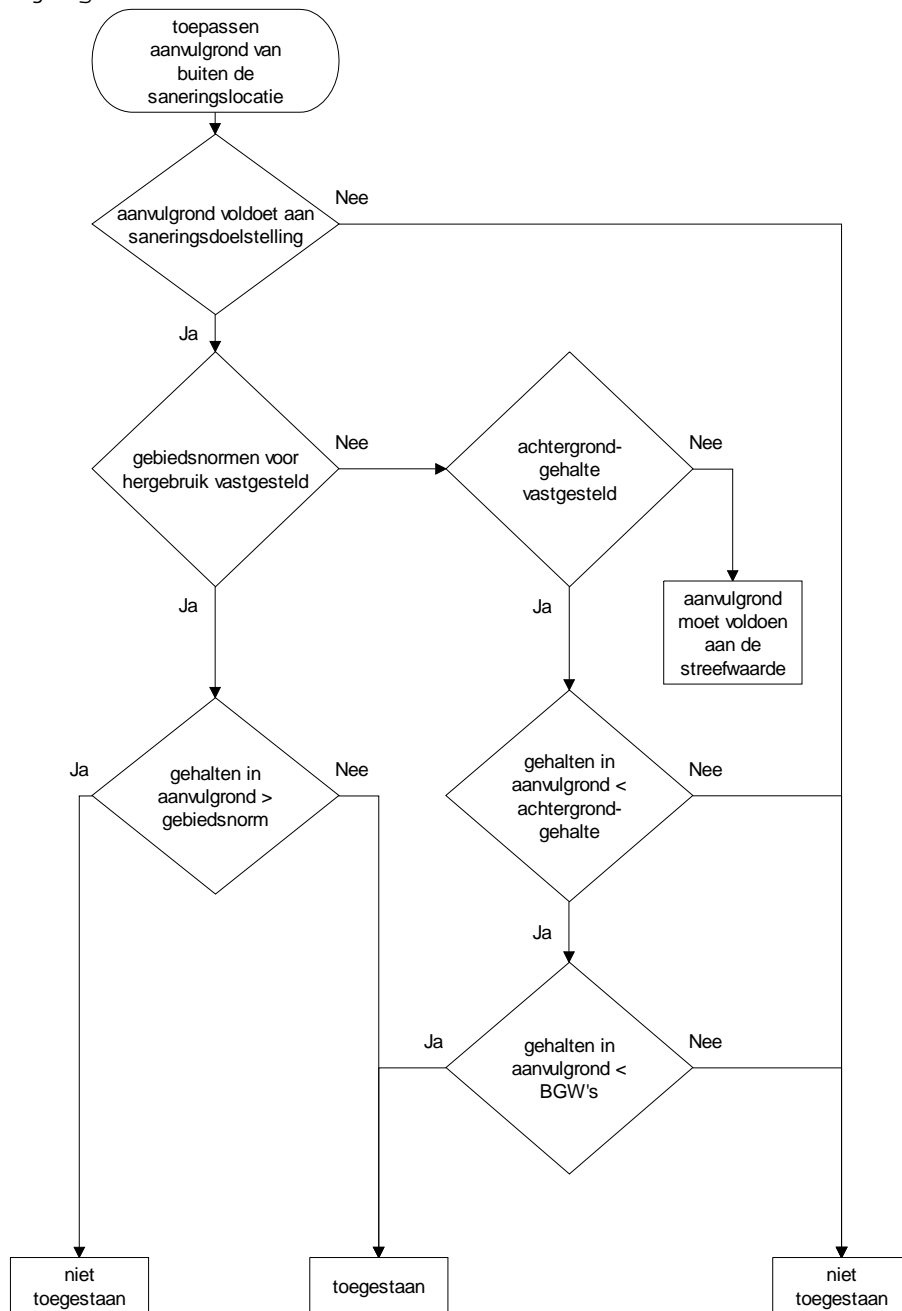 toepassen
aanvulgrond van
buiten de
saneringslocatie
aanvulgrond voldoet aan
saneringsdoelstelling
Nee
Ja
gebiedsnormen voor
hergebruik vastgesteld
Nee
achtergrond-
gehalte
vastgesteld
Nee
Ja
Ja
aanvulgrond
moet voldoen
aan de
streefwaarde
Ja
gehalten in
aanvulgrond >
gebiedsnorm
Nee
gehalten in
aanvulgrond <
achtergrond-
gehalte
Nee
Ja
Ja
gehalten in
aanvulgrond <
BGW's
Nee
niet
toegestaan
toegestaan
niet
toegestaan